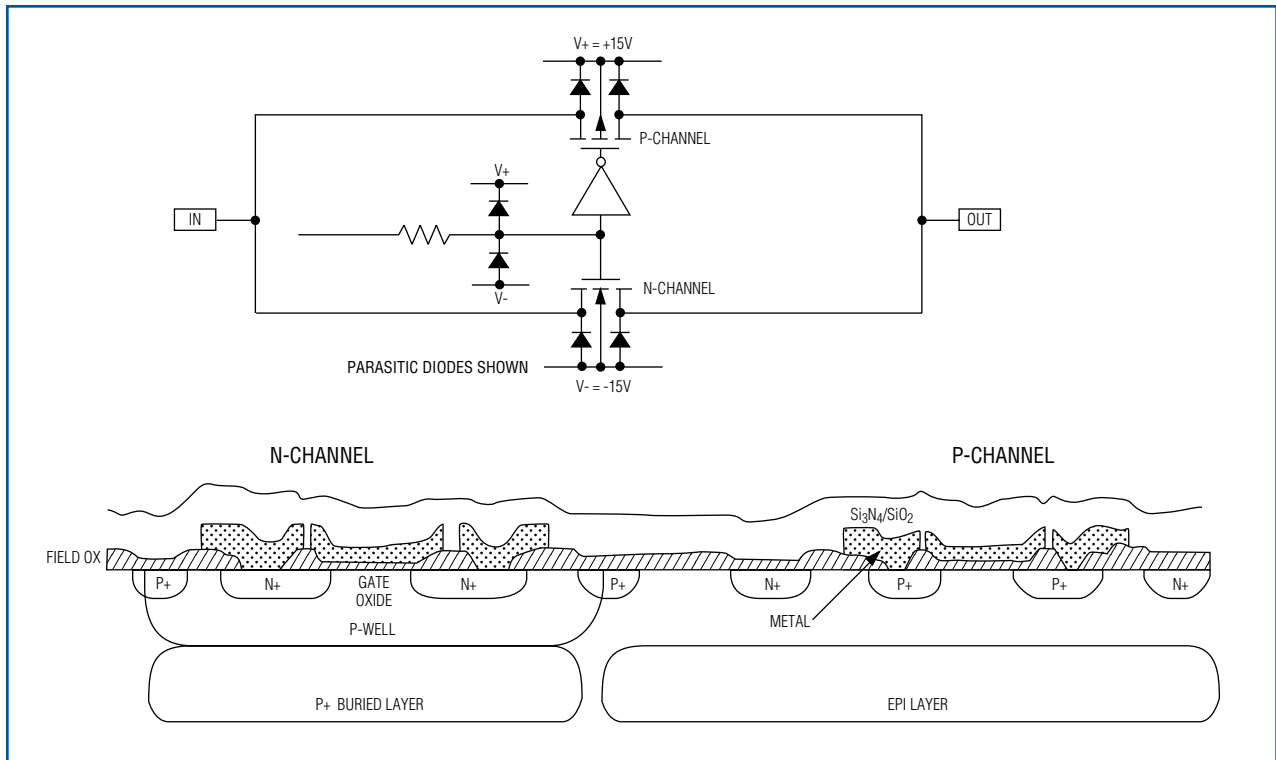 V+ = +15V
P-CHANNEL
V+
IN
OUT
N-CHANNEL
V-
PARASITIC DIODES SHOWN
V- = -15V
N-CHANNEL
P-CHANNEL
Si₃N₄/SiO₂
FIELD OX
P+
N+
GATE
OXIDE
N+
P+
N+
P+
P+
N+
METAL
P-WELL
P+ BURIED LAYER
EPI LAYER